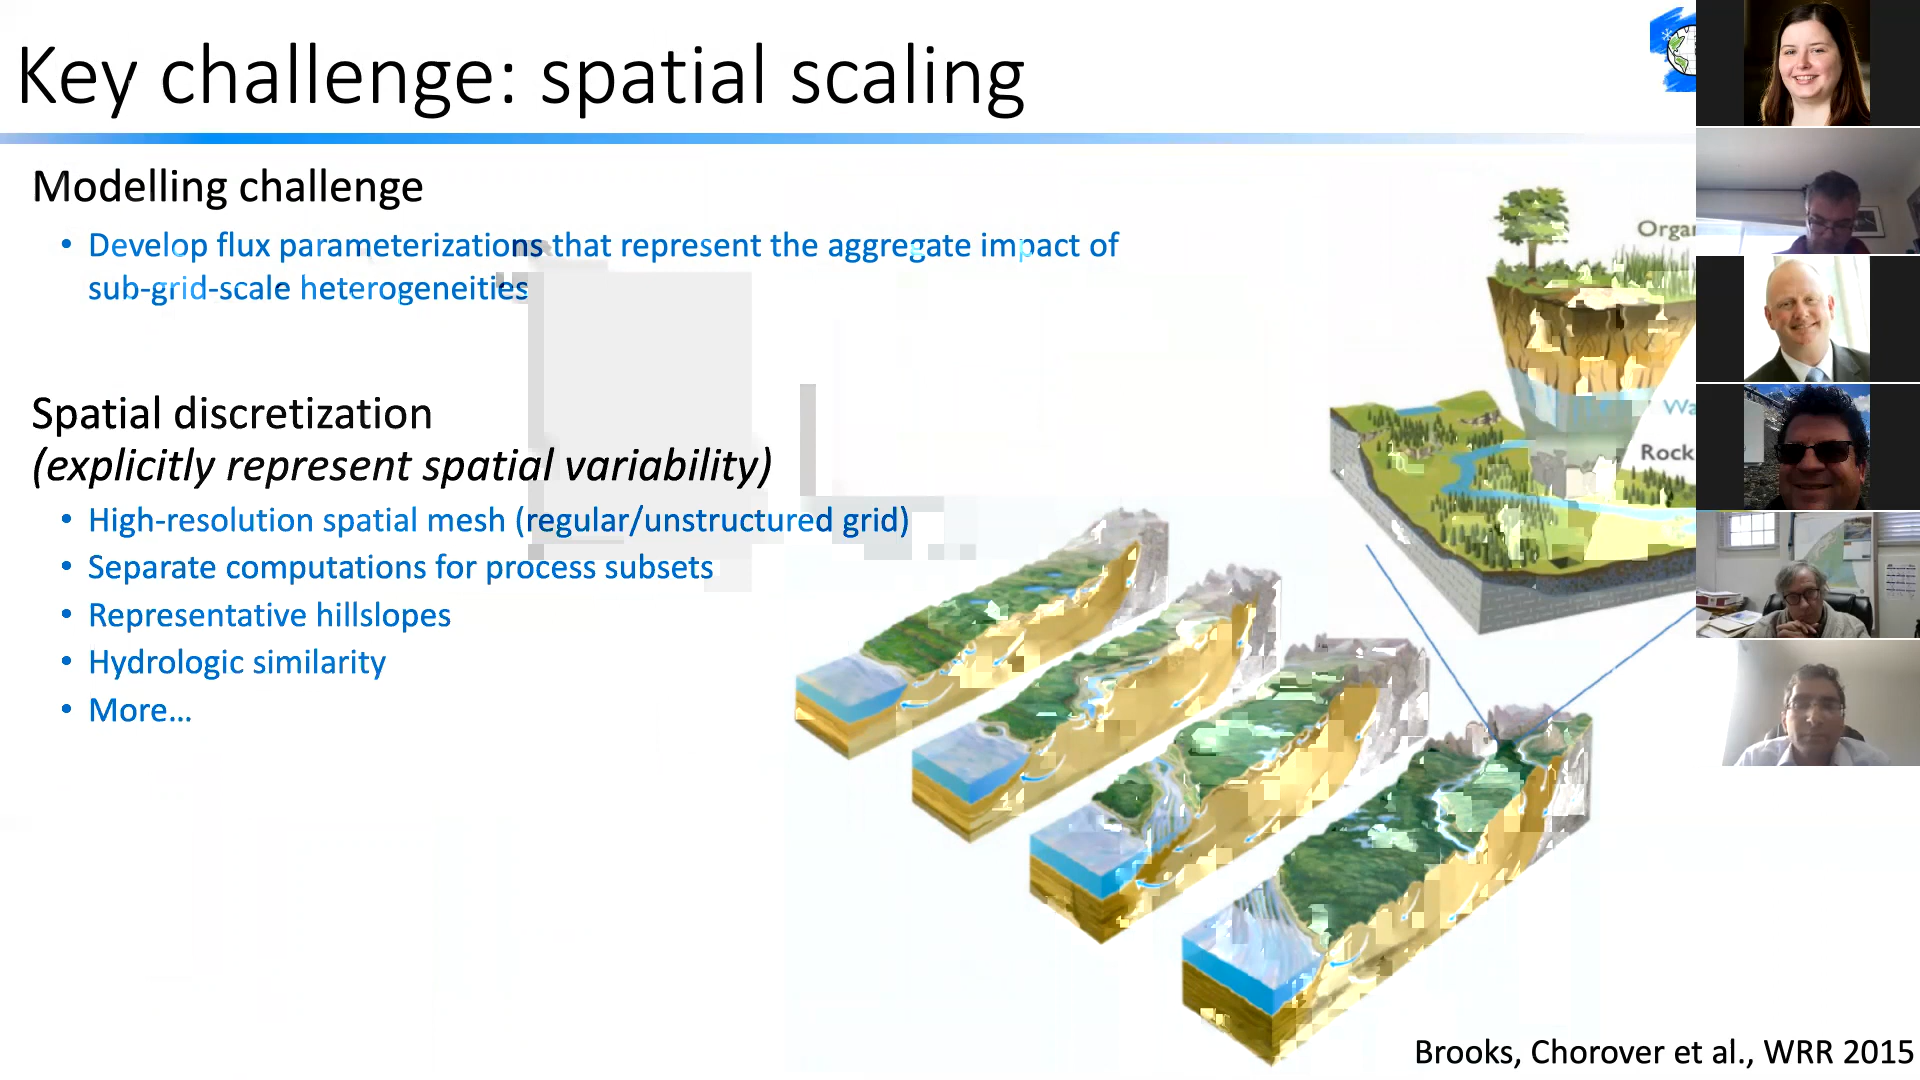 Key challenge: spatial scaling
Modelling challenge
• Develop flux parameterizations that represent the aggregate impact of
sub-grid-scale heterogeneities
Spatial discretization
(explicitly represent spatial variability)
• High-resolution spatial mesh (regular/unstructured grid)
• Separate computations for process subsets
• Representative hillslopes
• Hydrologic similarity
• More...
Rock
Brooks, Chorover et al., WRR 2015